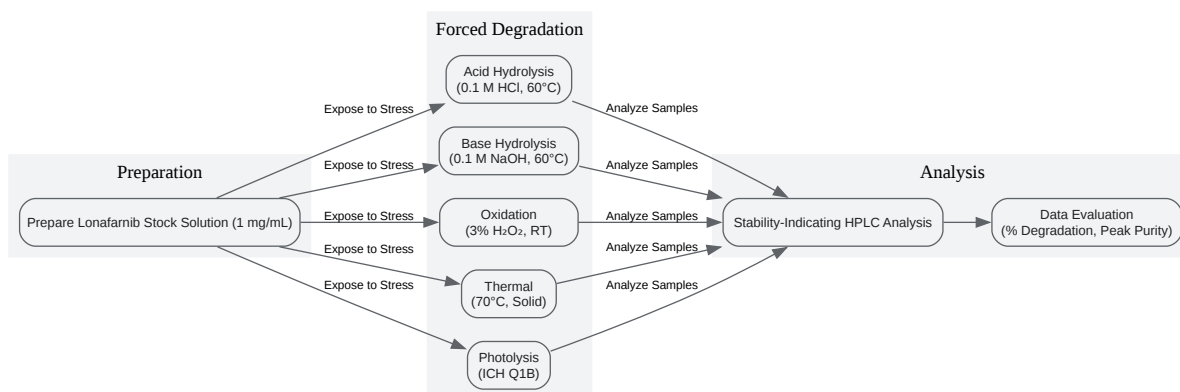 Preparation
Prepare Lonafarnib Stock Solution (1 mg/mL)
Expose to Stress
Expose to Stress
Expose to Stress
Expose to Stress
Expose to Stress
Forced Degradation
Acid Hydrolysis
(0.1 M HCl, 60°C)
Base Hydrolysis
(0.1 M NaOH, 60°C)
Oxidation
(3% H₂O₂, RT)
Thermal
(70°C, Solid)
Photolysis
(ICH Q1B)
Analyze Samples
Analyze Samples
Analyze Samples
Analyze Samples
Analyze Samples
Analysis
Stability-Indicating HPLC Analysis
Data Evaluation
(% Degradation, Peak Purity)